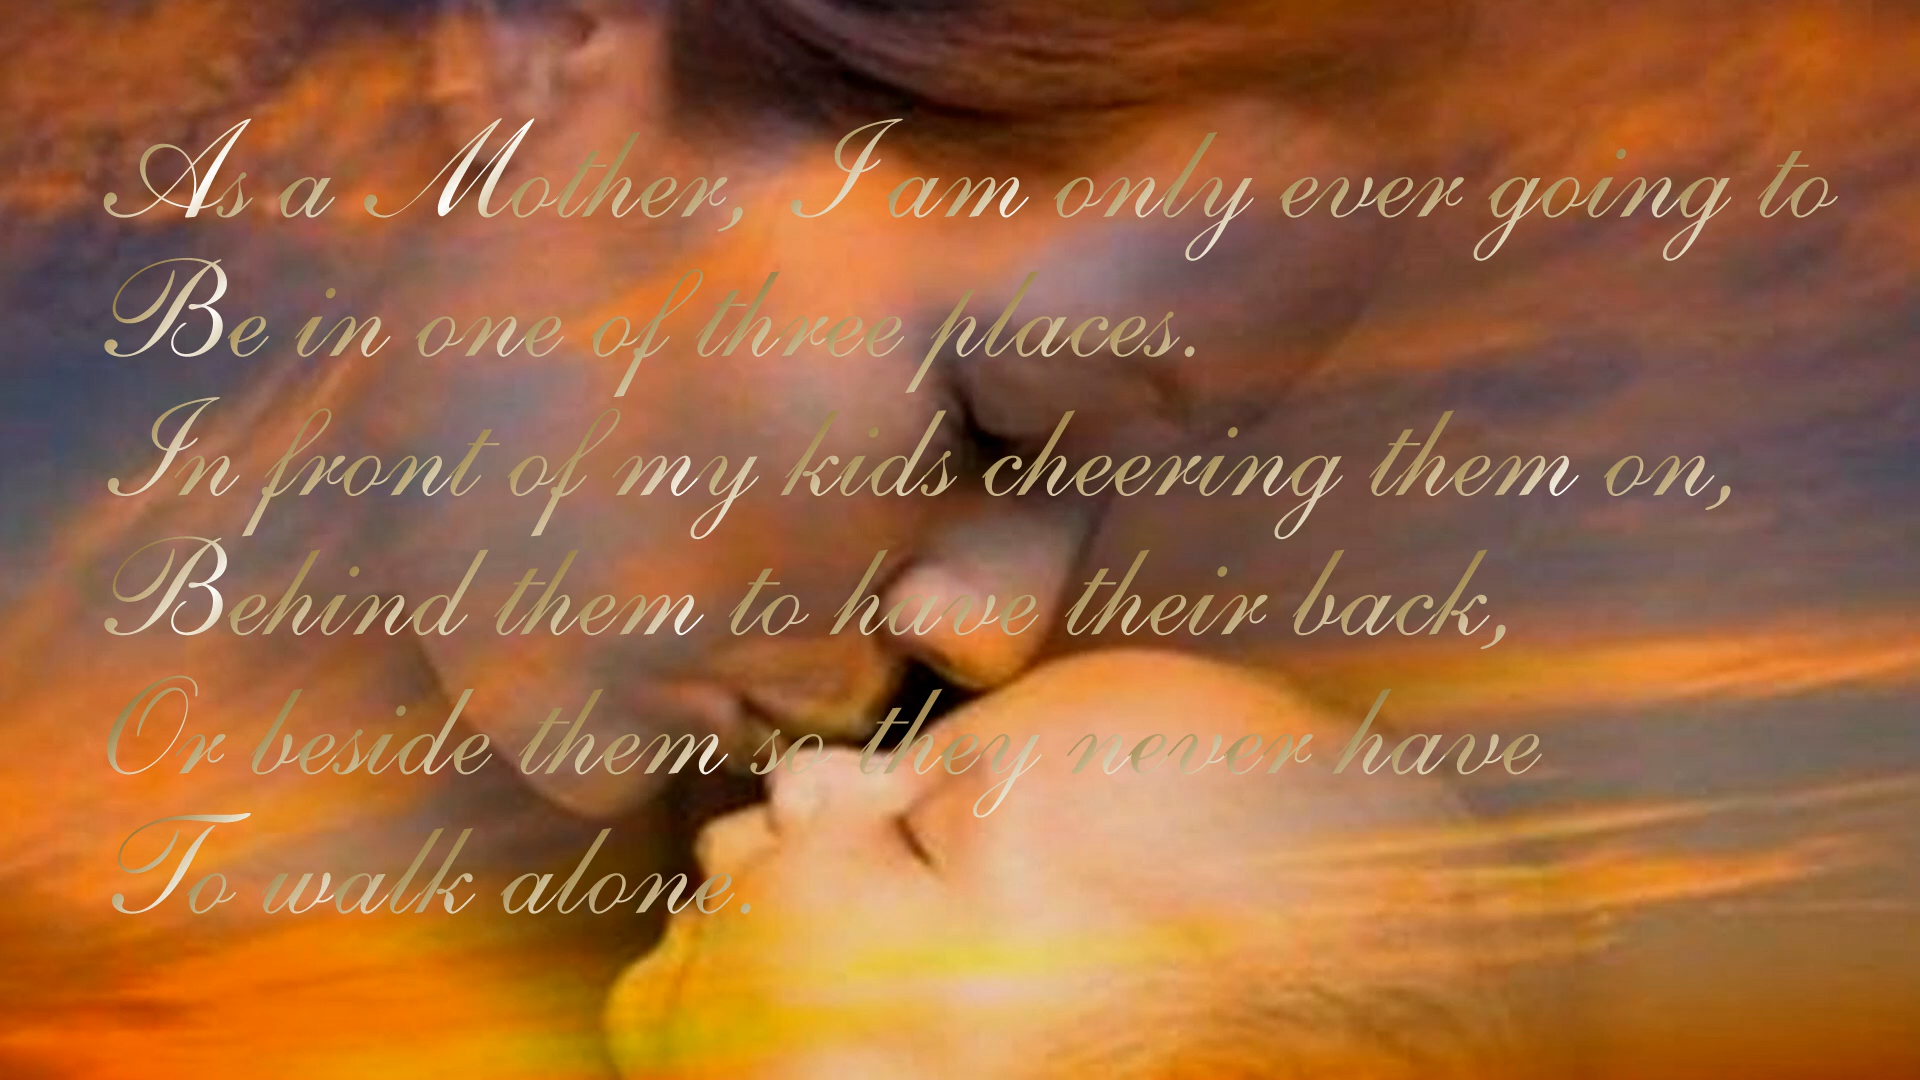 As a Mother, I am only ever going to
Be in one of three places.
In front of my kids cheering them on,
Behind them to have their back,
Or beside them so they never have
To walk alone.